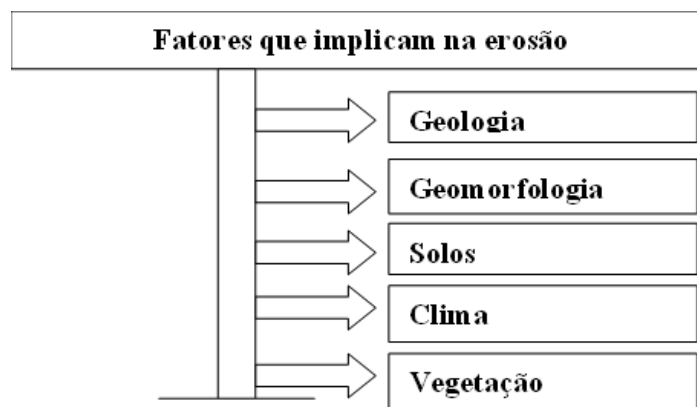 Fatores que implicam na erosão
Geologia
Geomorfologia
Solos
Clima
Vegetação